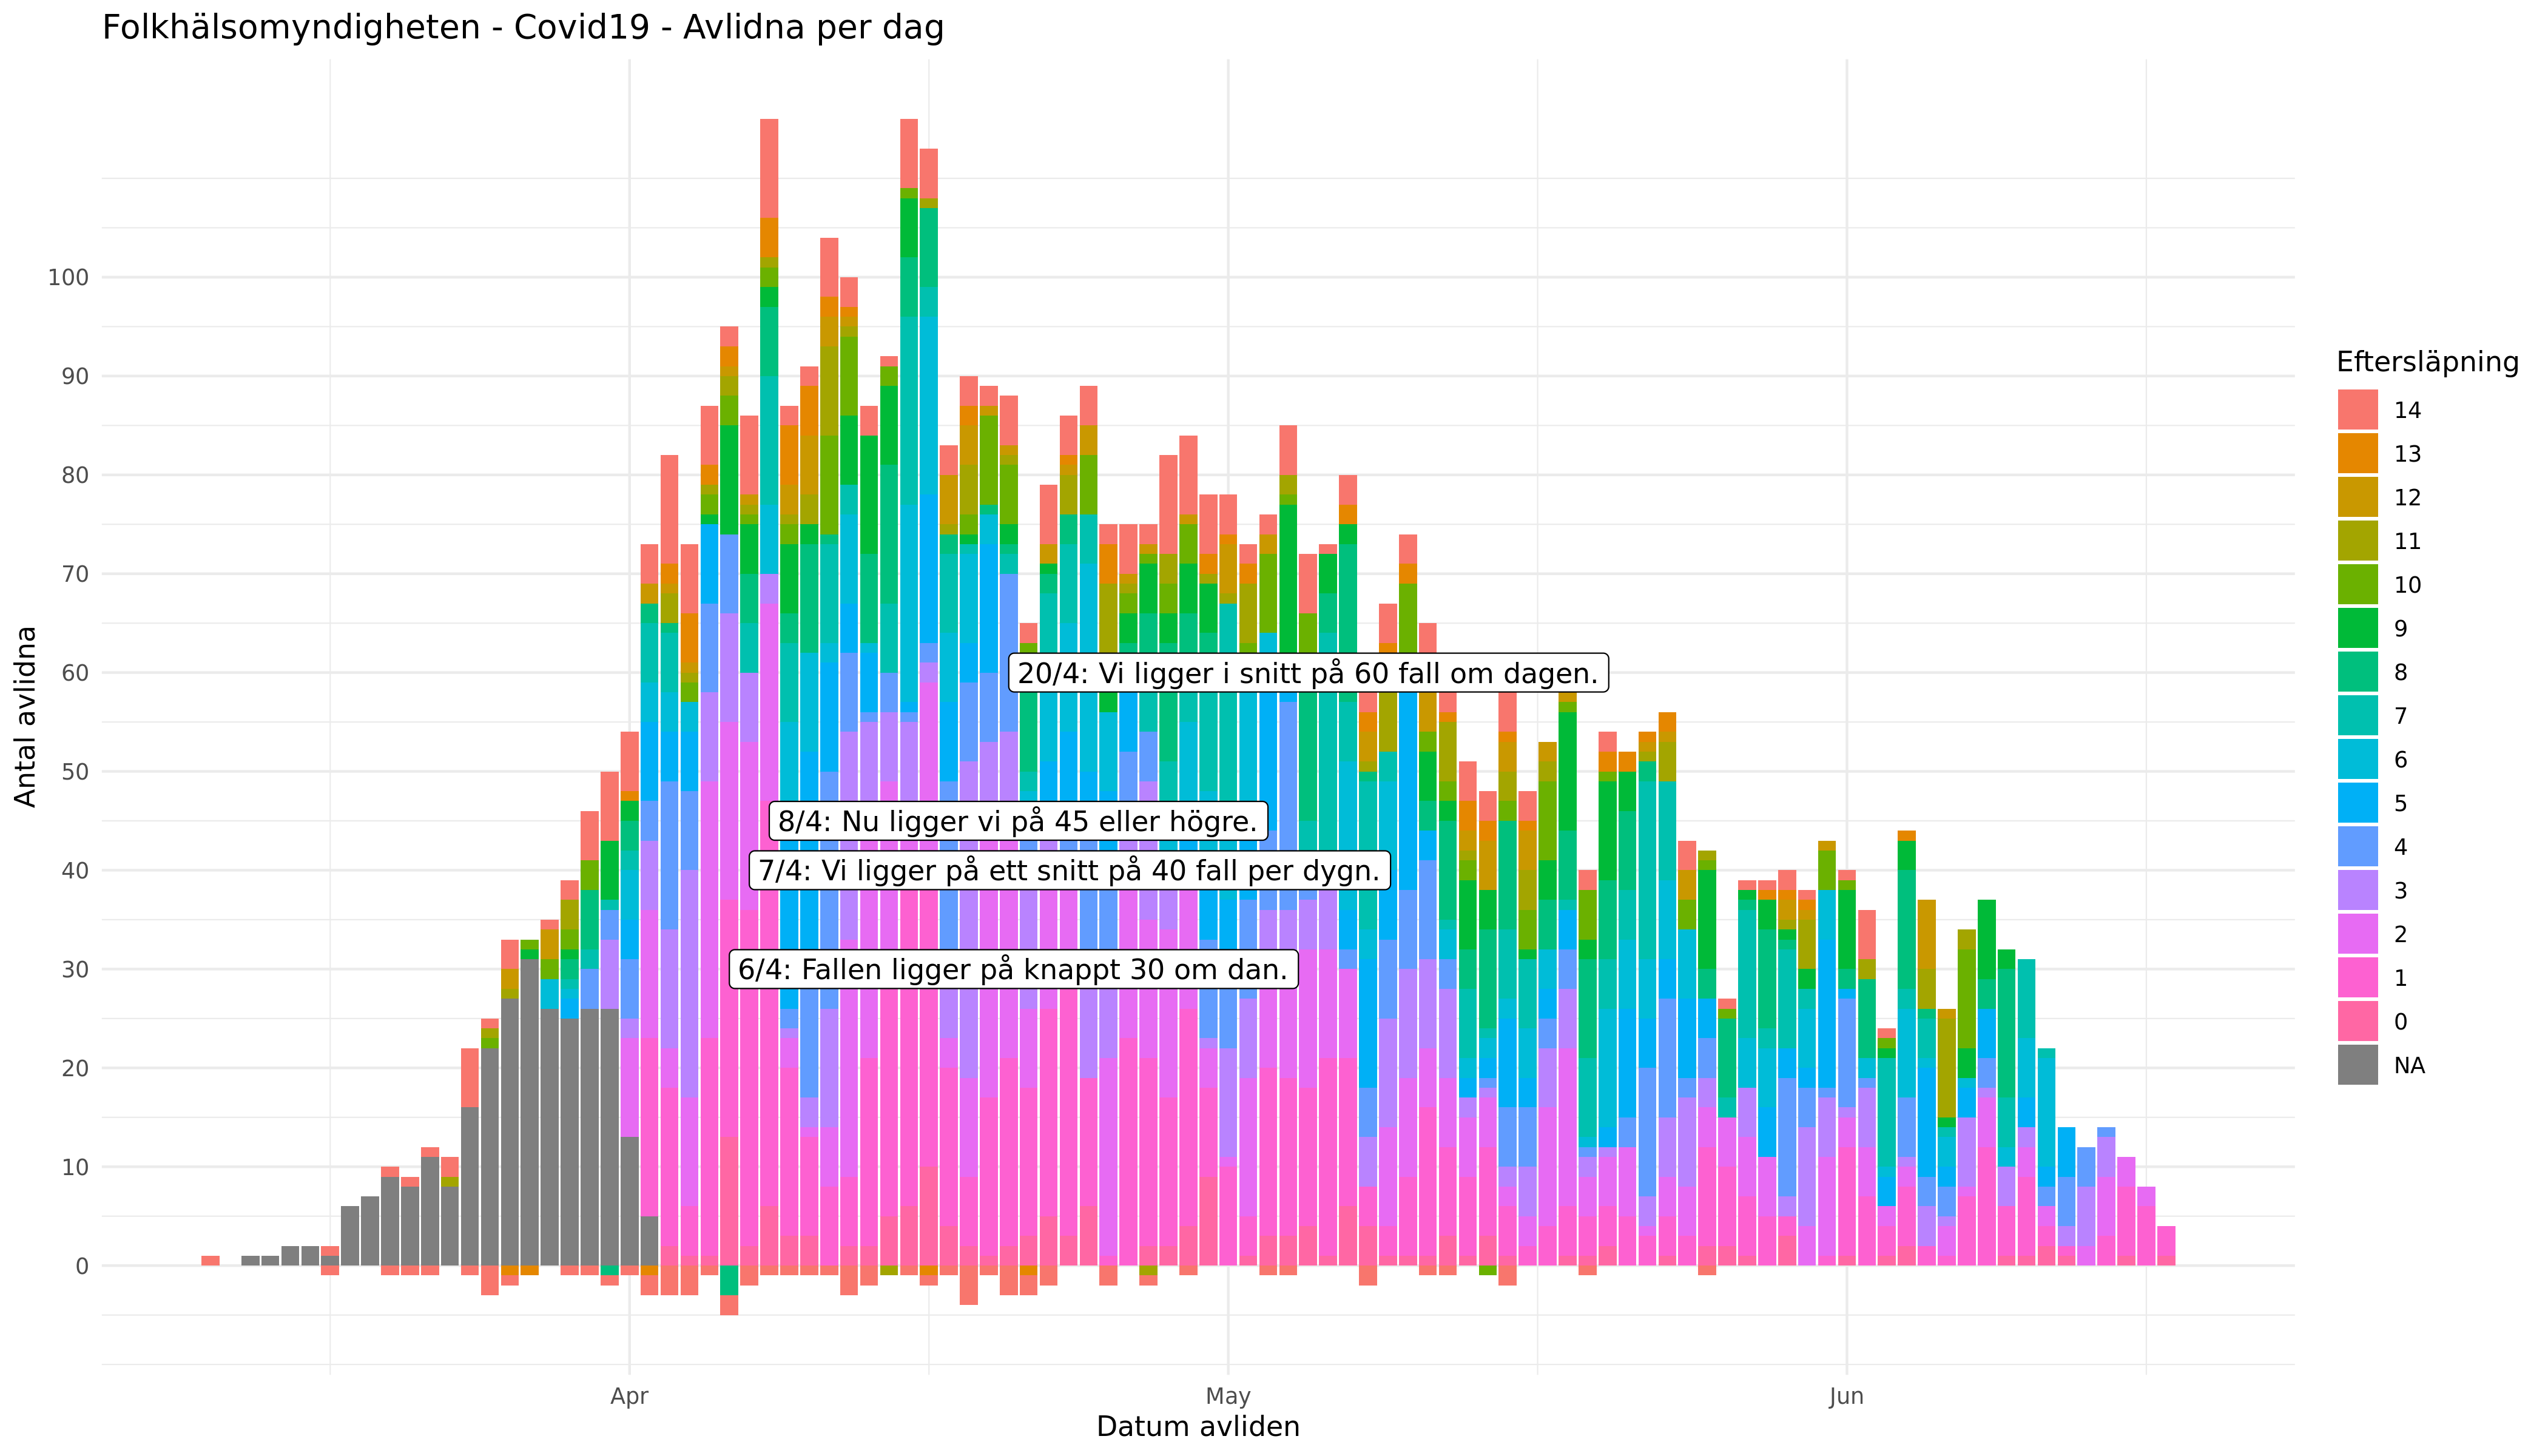 Folkhälsomyndigheten - Covid19 - Avlidna per dag
Antal avlidna
100
90
80
70
60
50
40
30
20
10
0
20/4: Vi ligger i snitt på 60 fall om dagen.
8/4: Nu ligger vi på 45 eller högre.
7/4: Vi ligger på ett snitt på 40 fall per dygn.
6/4: Fallen ligger på knappt 30 om dan.
Apr
May
Jun
Datum avliden
Eftersläpning
14
13
12
11
10
9
8
7
6
5
4
3
2
1
0
NA